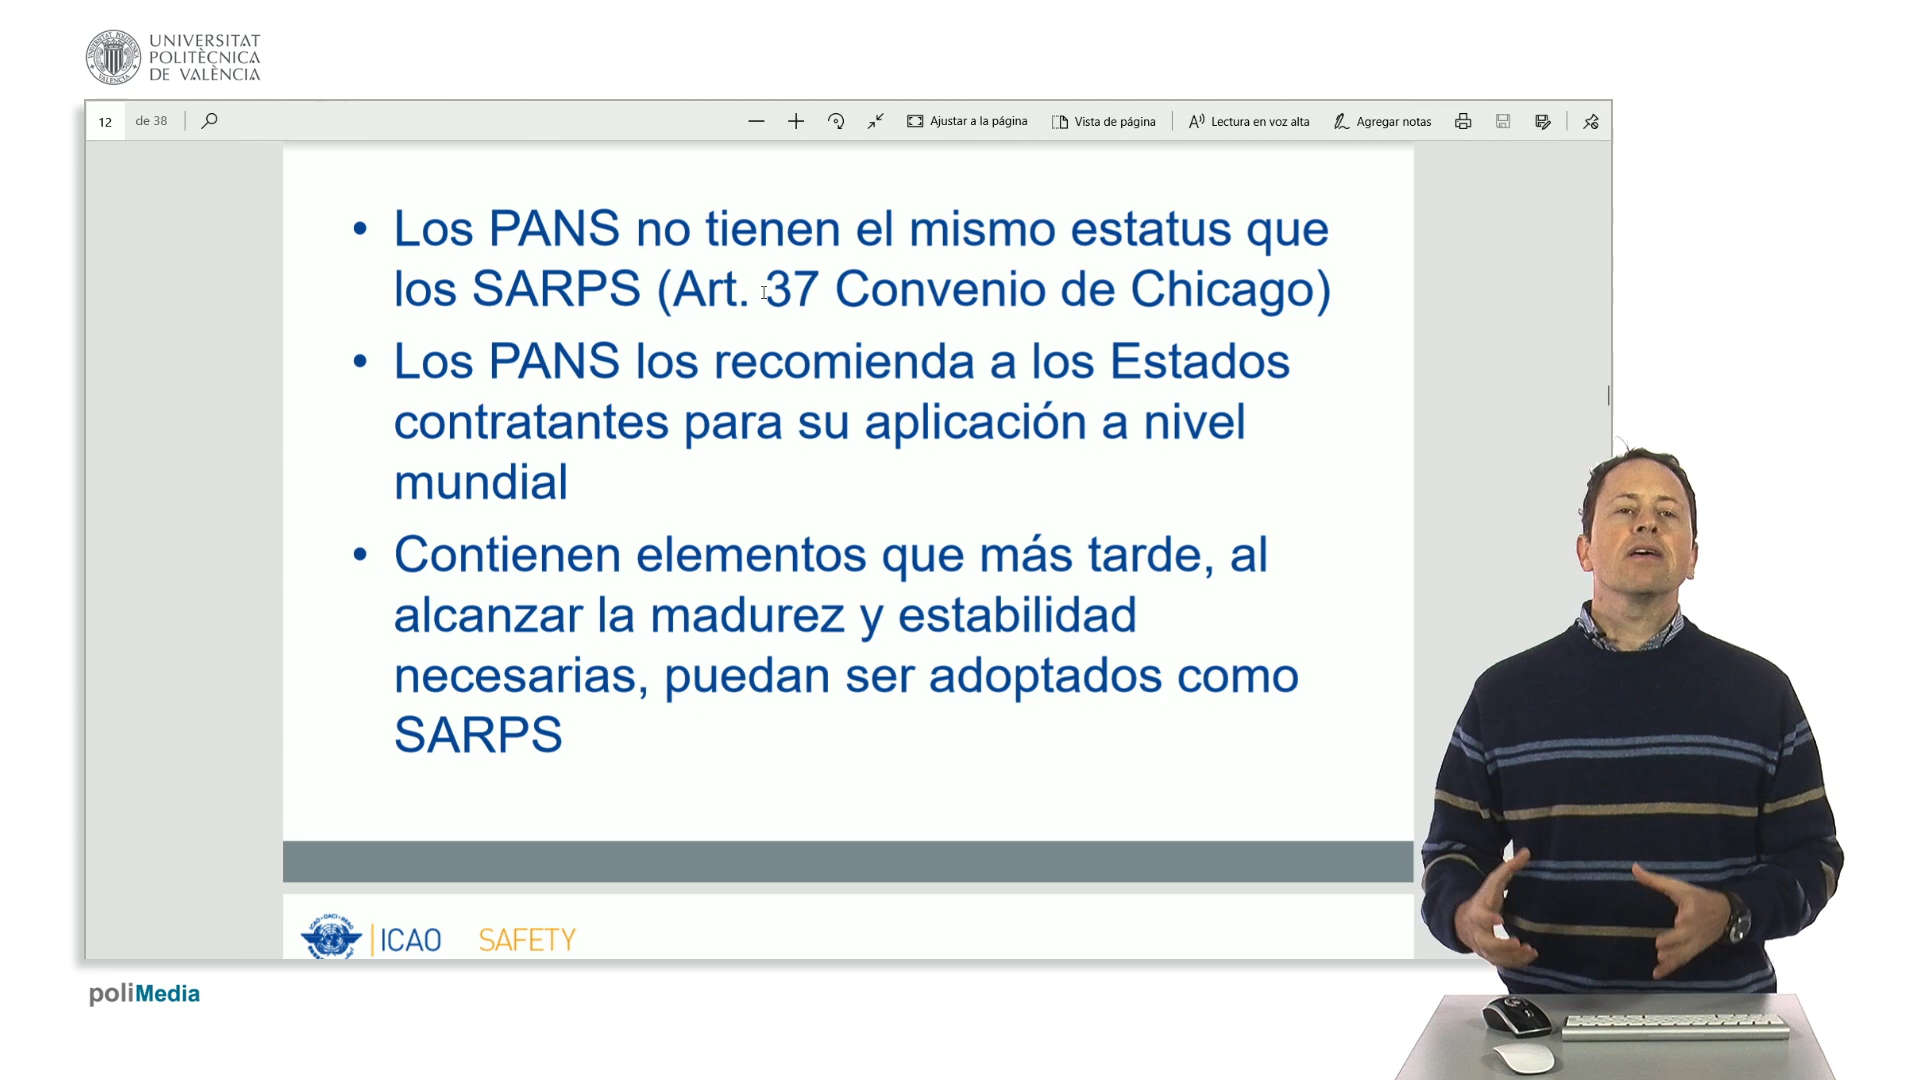 UNIVERSITAT
POLITÈCNICA
DE VALÈNCIA
12 de 38 Ajustar a la página Vista de página Lectura en voz alta Agregar notas
• Los PANS no tienen el mismo estatus que
los SARPS (Art. 37 Convenio de Chicago)
• Los PANS los recomienda a los Estados
contratantes para su aplicación a nivel
mundial
• Contienen elementos que más tarde, al
alcanzar la madurez y estabilidad
necesarias, puedan ser adoptados como
SARPS
ICAO SAFETY
poliMedia